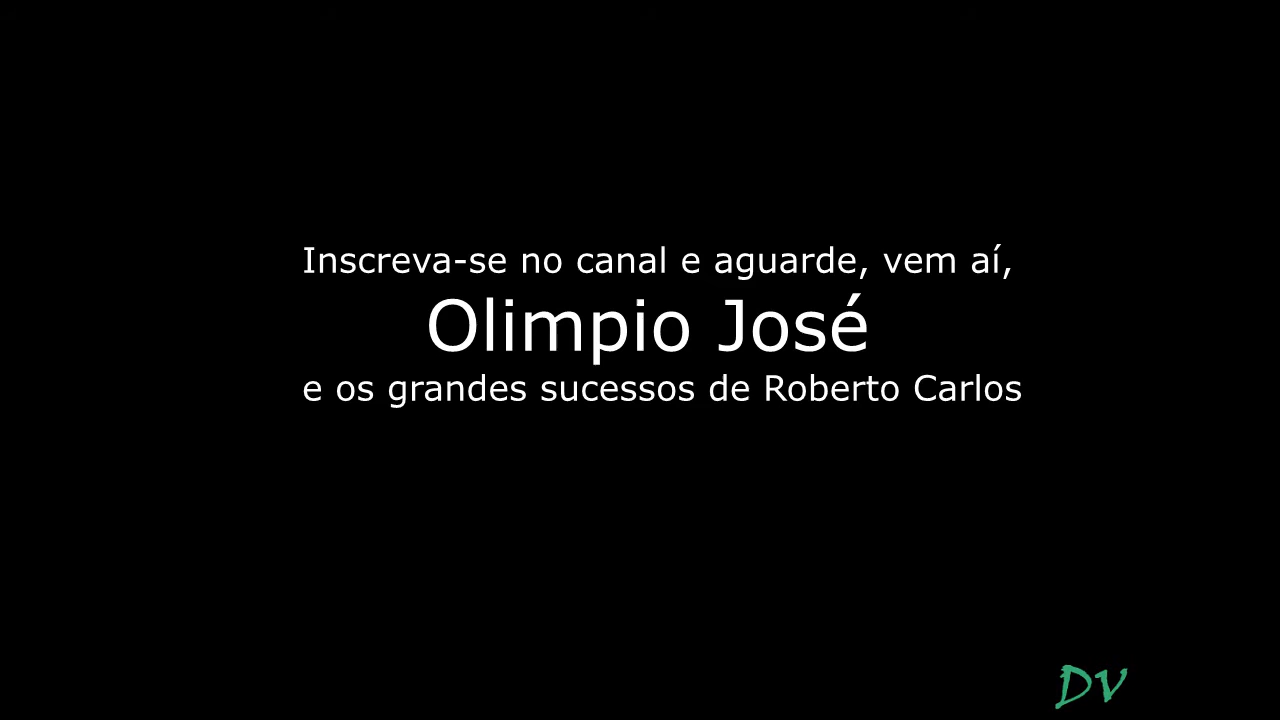 Inscreva-se no canal e aguarde, vem aí,
Olimpio José
e os grandes sucessos de Roberto Carlos
DV